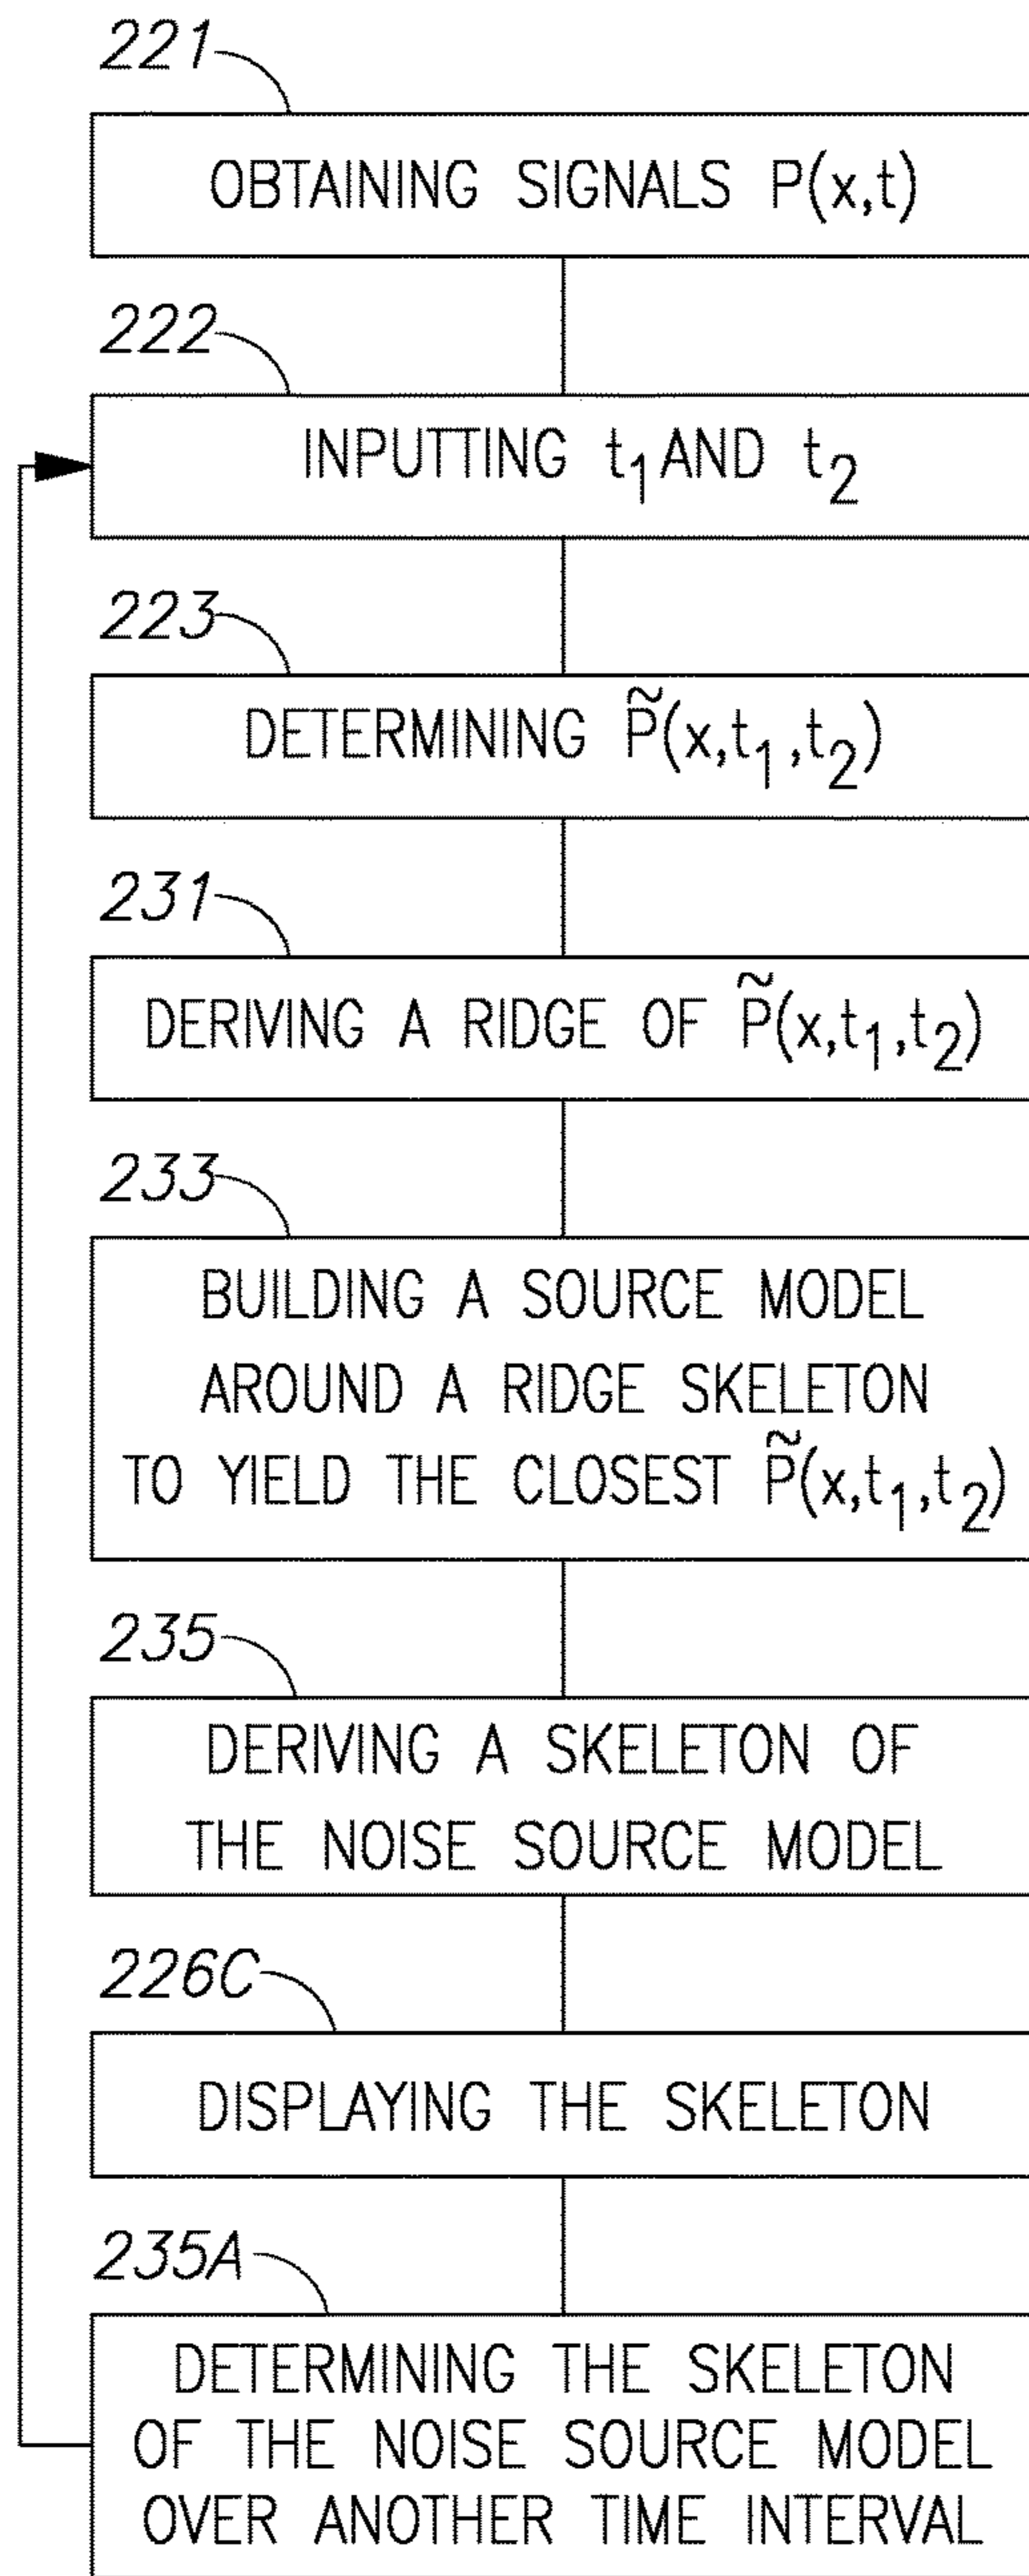 221
OBTAINING SIGNALS P(x,t)
222
INPUTTING t₁ AND t₂
223
DETERMINING P̃(x,t₁,t₂)
231
DERIVING A RIDGE OF P̃(x,t₁,t₂)
233
BUILDING A SOURCE MODEL
AROUND A RIDGE SKELETON
TO YIELD THE CLOSEST P̃(x,t₁,t₂)
235
DERIVING A SKELETON OF
THE NOISE SOURCE MODEL
226C
DISPLAYING THE SKELETON
235A
DETERMINING THE SKELETON
OF THE NOISE SOURCE MODEL
OVER ANOTHER TIME INTERVAL